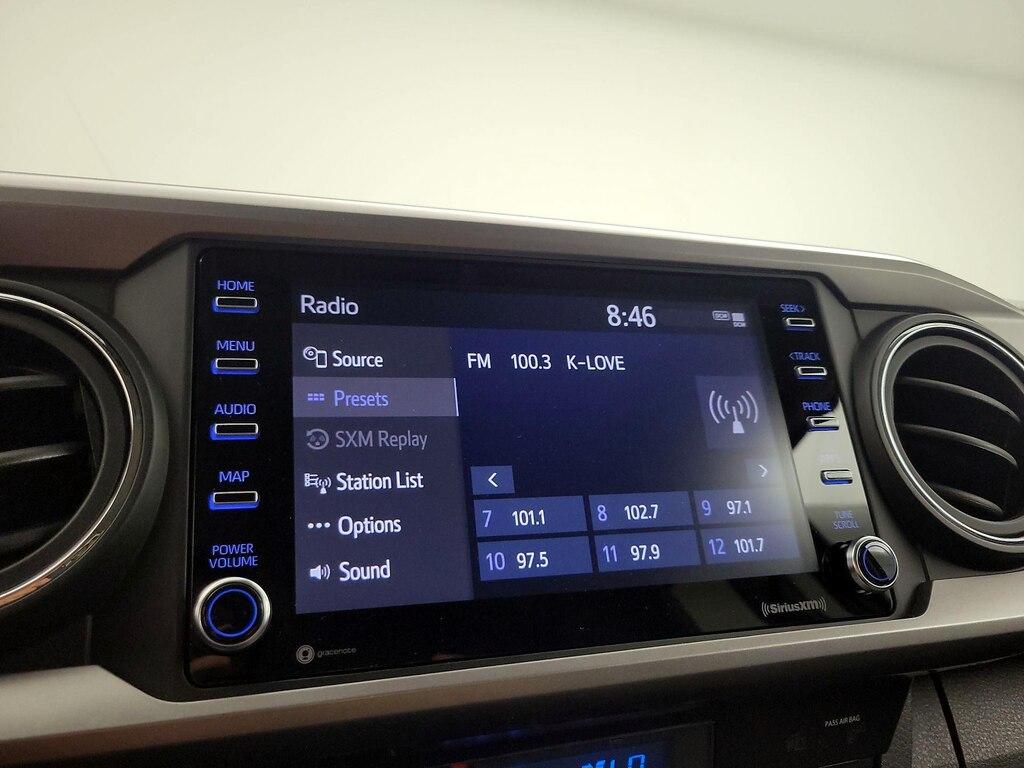 HOME
MENU
AUDIO
MAP
POWER
VOLUME
Radio
8:46
DCM
DCM
Source
Presets
SXM Replay
Station List
Options
Sound
FM 100.3 K-LOVE
<
>
7 101.1
8 102.7
9 97.1
10 97.5
11 97.9
12 101.7
SEEK >
< TRACK
PHONE
TUNE
SCROLL
gracenote
((SiriusXM))
PASS AIR BAG